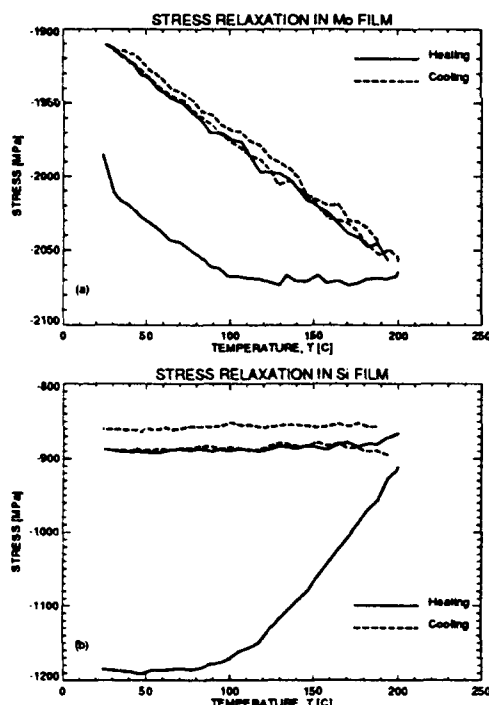 STRESS RELAXATION IN Mo FILM
-1900
-1950
-2000
-2050
-2100
STRESS [MPa]
Heating
Cooling
(a)
0 50 100 150 200 250
TEMPERATURE, T [C]
STRESS RELAXATION IN Si FILM
-800
-900
-1000
-1100
-1200
STRESS [MPa]
Heating
Cooling
(b)
0 50 100 150 200 250
TEMPERATURE, T [C]